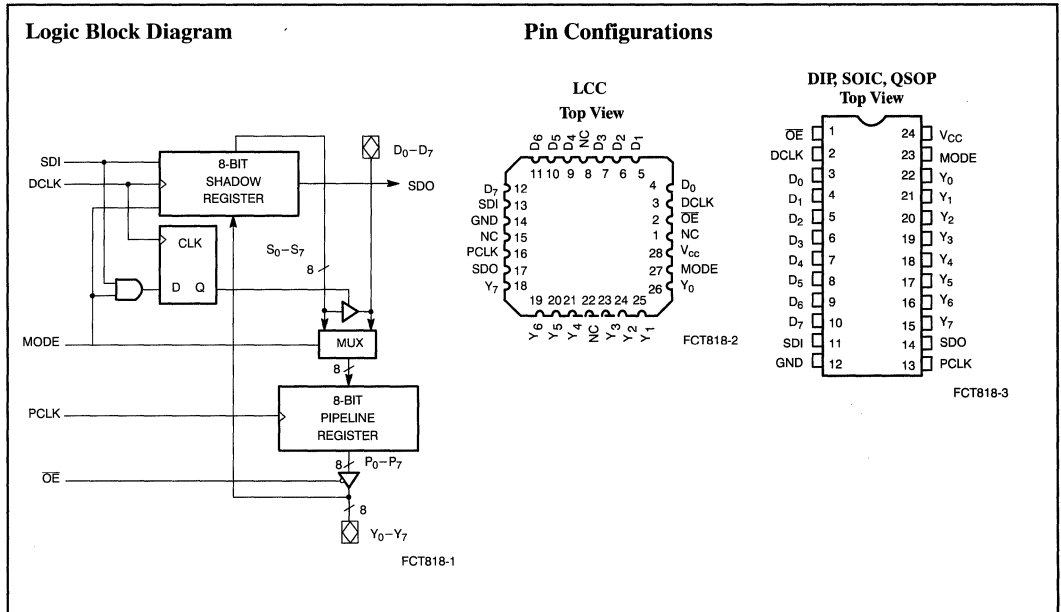 Logic Block Diagram
SDI
DCLK
8-BIT
SHADOW
REGISTER
D0–D7
SDO
CLK
D Q
S0–S7
8
MODE
MUX
8
PCLK
8-BIT
PIPELINE
REGISTER
8 P0–P7
OE
8
Y0–Y7
FCT818-1
Pin Configurations
LCC
Top View
D6 D5 D4 NC D3 D2 D1
11 10 9 8 7 6 5
D7 12
SDI 13
GND 14
NC 15
PCLK 16
SDO 17
Y7 18
4 D0
3 DCLK
2 OE
1 NC
28 Vcc
27 MODE
26 Y0
19 20 21 22 23 24 25
Y6 Y5 Y4 NC Y3 Y2 Y1
FCT818-2
DIP, SOIC, QSOP
Top View
OE 1 24 VCC
DCLK 2 23 MODE
D0 3 22 Y0
D1 4 21 Y1
D2 5 20 Y2
D3 6 19 Y3
D4 7 18 Y4
D5 8 17 Y5
D6 9 16 Y6
D7 10 15 Y7
SDI 11 14 SDO
GND 12 13 PCLK
FCT818-3